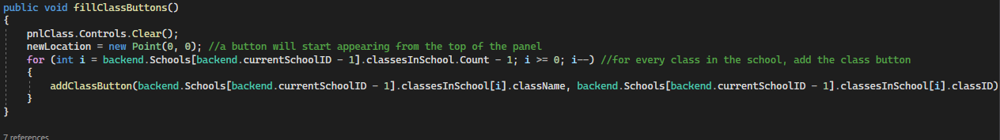 public void fillClassButtons()
{
pnlClass.Controls.Clear();
newLocation = new Point(0, 0); //a button will start appearing from the top of the panel
for (int i = backend.Schools[backend.currentSchoolID - 1].classesInSchool.Count - 1; i >= 0; i--) //for every class in the school, add the class button
{
addClassButton(backend.Schools[backend.currentSchoolID - 1].classesInSchool[i].className, backend.Schools[backend.currentSchoolID - 1].classesInSchool[i].classID)
}
}
7 references